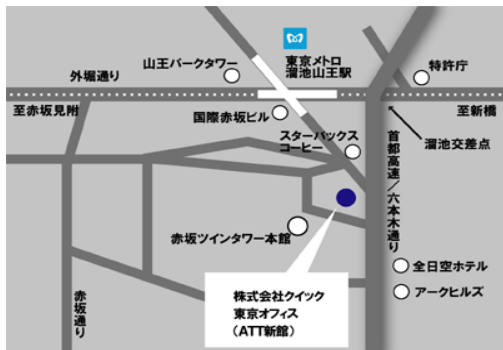 山王パークタワー
東京メトロ
溜池山王駅
特許庁
外堀通り
至赤坂見附
至新橋
国際赤坂ビル
スターバックス
コーヒー
溜池交差点
首都高速／六本木通り
赤坂ツインタワー本館
全日空ホテル
アークヒルズ
赤坂通り
株式会社クイック
東京オフィス
（ATT新館）